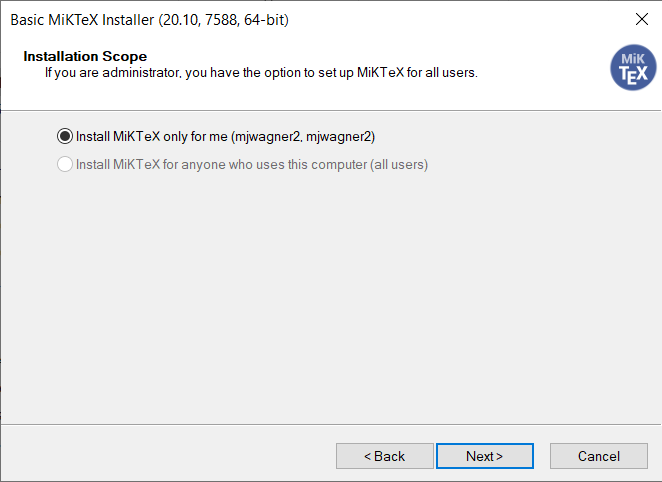 Basic MiKTeX Installer (20.10, 7588, 64-bit)
Installation Scope
If you are administrator, you have the option to set up MiKTeX for all users.
MiK
TEX
Install MiKTeX only for me (mjwagner2, mjwagner2)
Install MiKTeX for anyone who uses this computer (all users)
< Back Next > Cancel